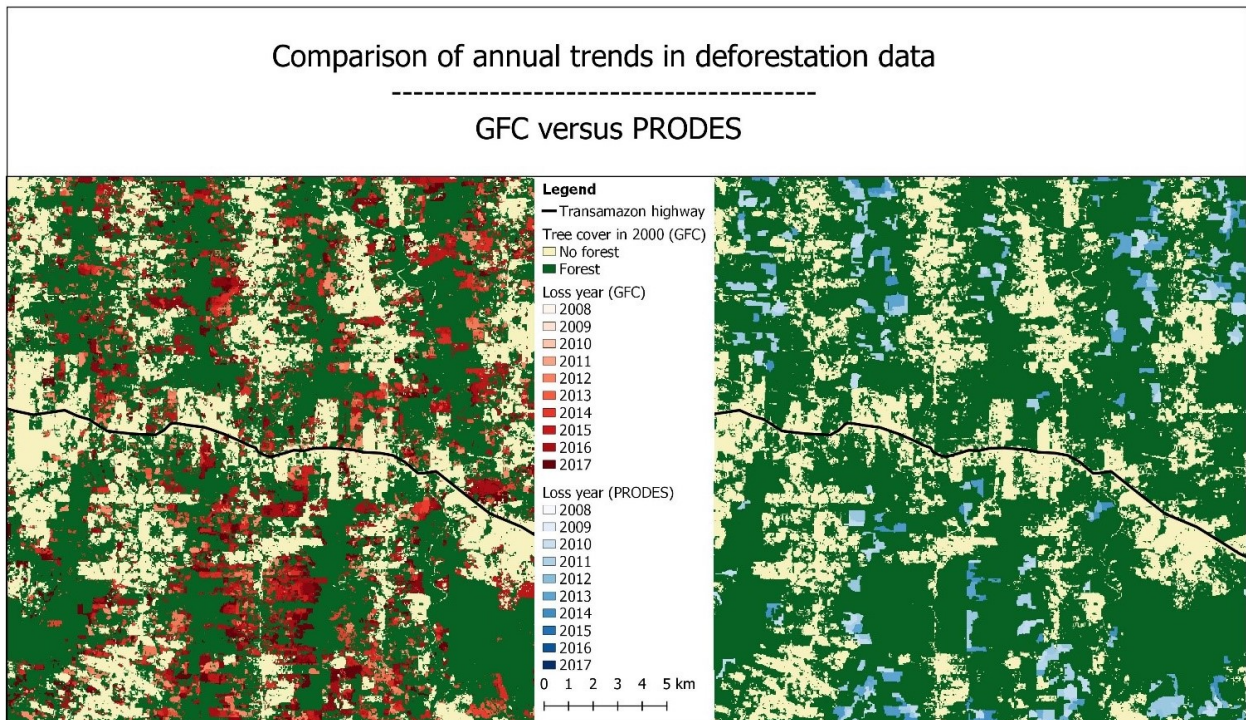 Comparison of annual trends in deforestation data
---------------------------------------
GFC versus PRODES
Legend
Transamazon highway
Tree cover in 2000 (GFC)
No forest
Forest
Loss year (GFC)
2008
2009
2010
2011
2012
2013
2014
2015
2016
2017
Loss year (PRODES)
2008
2009
2010
2011
2012
2013
2014
2015
2016
2017
0 1 2 3 4 5 km